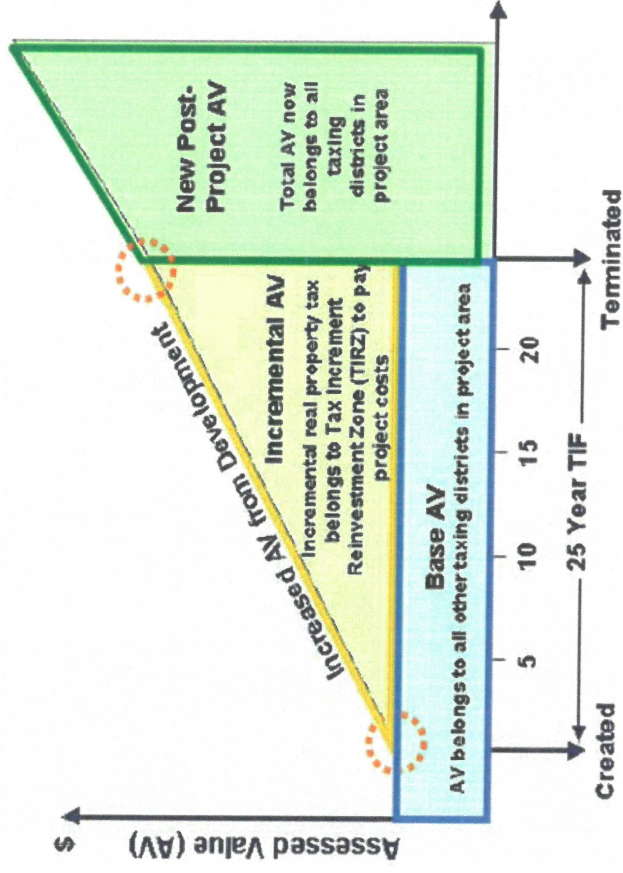 $
Assessed Value (AV)
Increased AV from Development
New Post-
Project AV
Total AV now
belongs to all
taxing
districts in
project area
Incremental AV
Incremental real property tax
belongs to Tax Increment
Reinvestment Zone (TIRZ) to pay
project costs
Base AV
AV belongs to all other taxing districts in project area
5
10
15
20
25 Year TIF
Created
Terminated